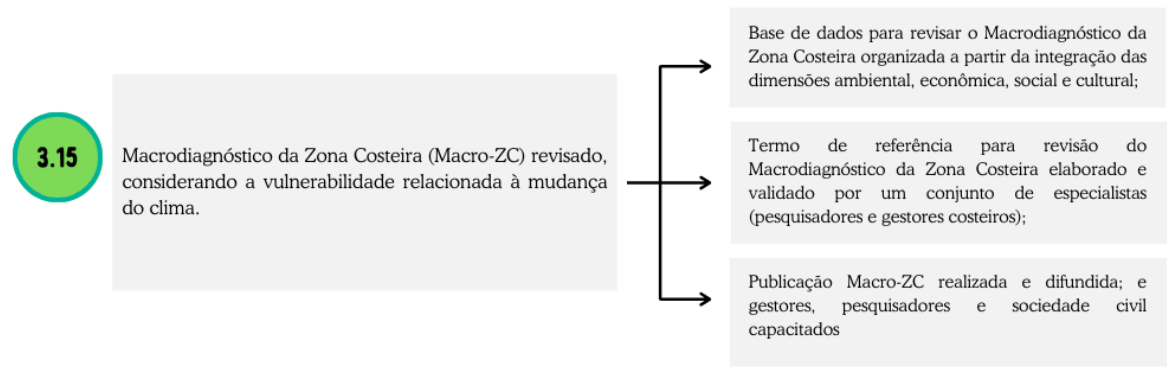 3.15
Macrodiagnóstico da Zona Costeira (Macro-ZC) revisado,
considerando a vulnerabilidade relacionada à mudança
do clima.
Base de dados para revisar o Macrodiagnóstico da
Zona Costeira organizada a partir da integração das
dimensões ambiental, econômica, social e cultural;
Termo de referência para revisão do
Macrodiagnóstico da Zona Costeira elaborado e
validado por um conjunto de especialistas
(pesquisadores e gestores costeiros);
Publicação Macro-ZC realizada e difundida; e
gestores, pesquisadores e sociedade civil
capacitados